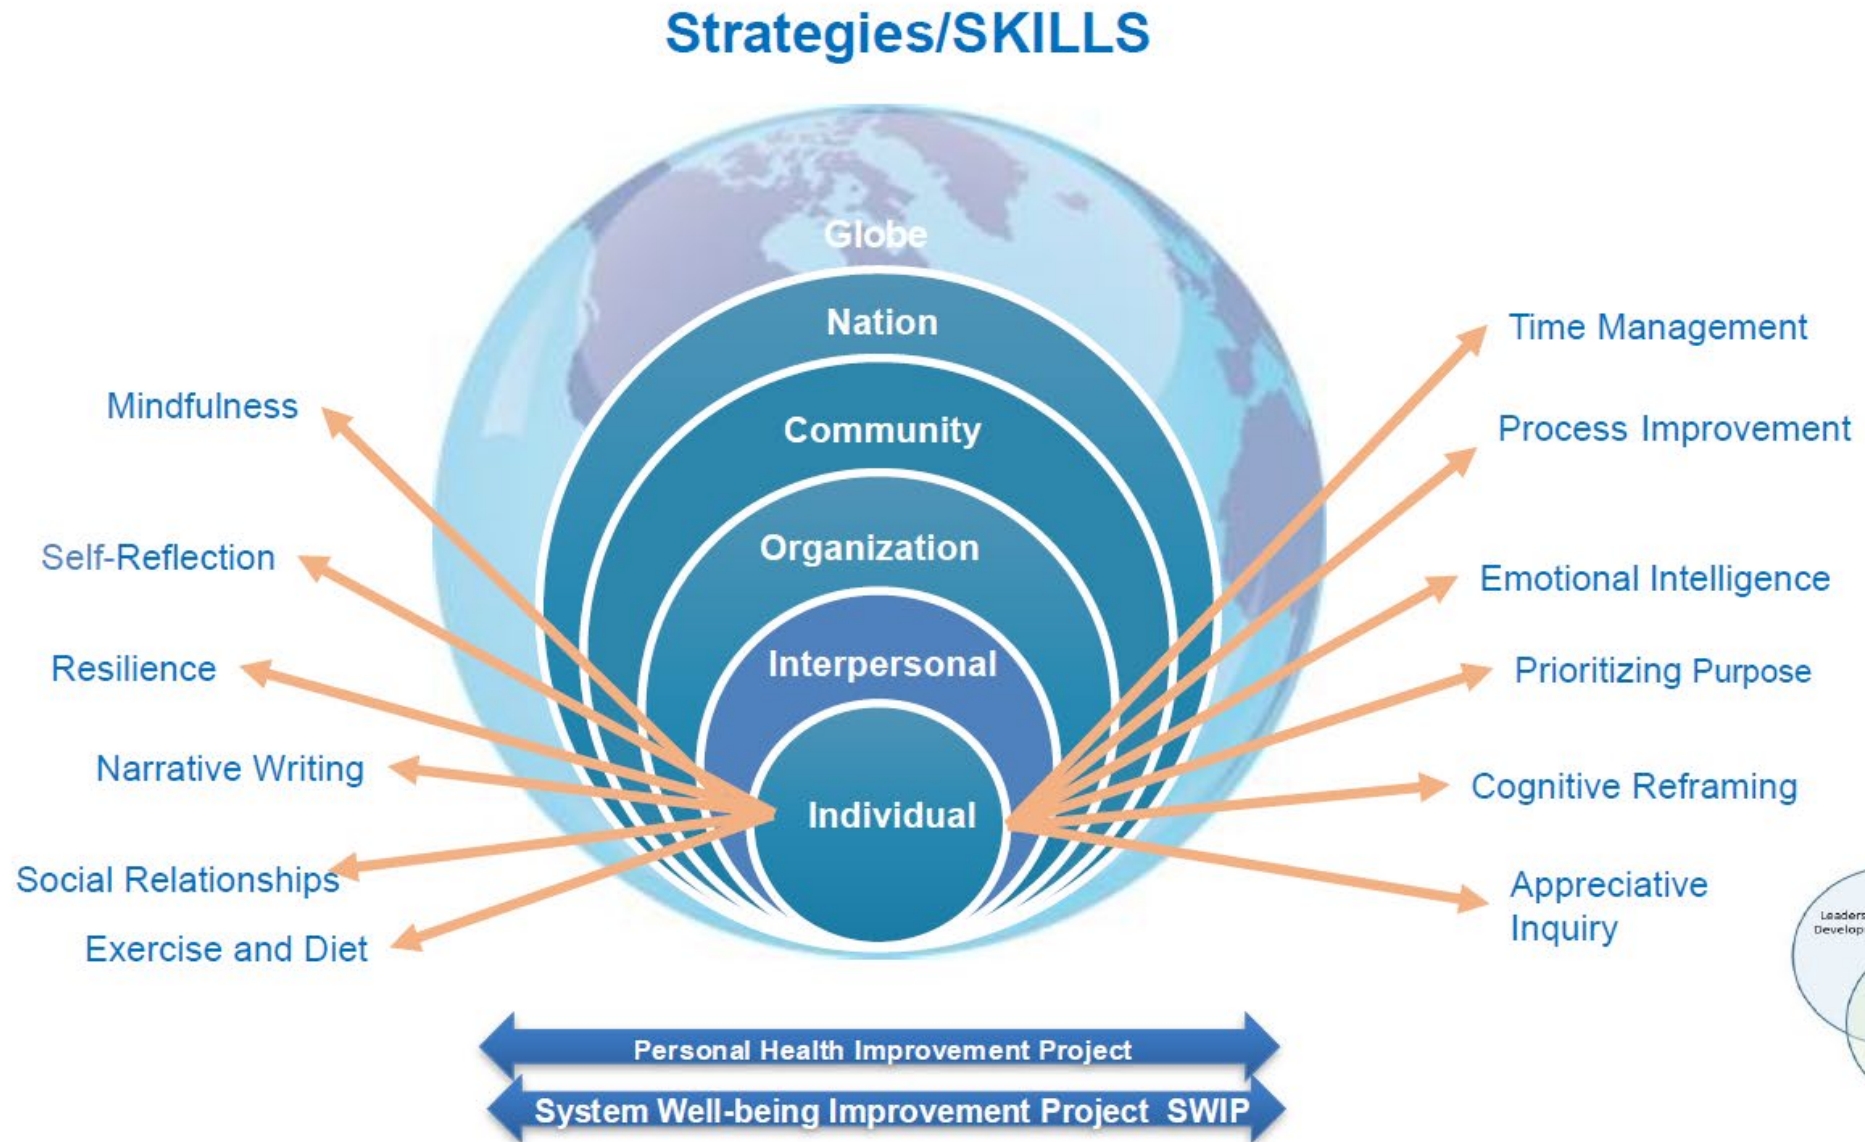 Strategies/SKILLS
Globe
Nation
Community
Organization
Interpersonal
Individual
Mindfulness
Self-Reflection
Resilience
Narrative Writing
Social Relationships
Exercise and Diet
Time Management
Process Improvement
Emotional Intelligence
Prioritizing Purpose
Cognitive Reframing
Appreciative
Inquiry
Leaders
Develop
Personal Health Improvement Project
System Well-being Improvement Project SWIP